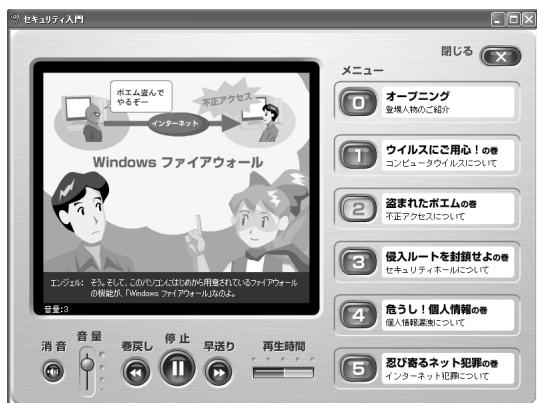 セキュリティ入門
閉じる
メニュー
ポエム盗んで
やるぞー
不正アクセス
インターネット
Windows ファイアウォール
エンジェル: そう。そして、このパソコンにはじめから用意されているファイアウォール
の機能が、「Windows ファイアウォール」なのよ。
音量:3
消音
音量
巻戻し
停止
早送り
再生時間
0
オープニング
登場人物のご紹介
1
ウイルスにご用心！の巻
コンピュータウイルスについて
2
盗まれたポエムの巻
不正アクセスについて
3
侵入ルートを封鎖せよの巻
セキュリティホールについて
4
危うし！個人情報の巻
個人情報漏洩について
5
忍び寄るネット犯罪の巻
インターネット犯罪について